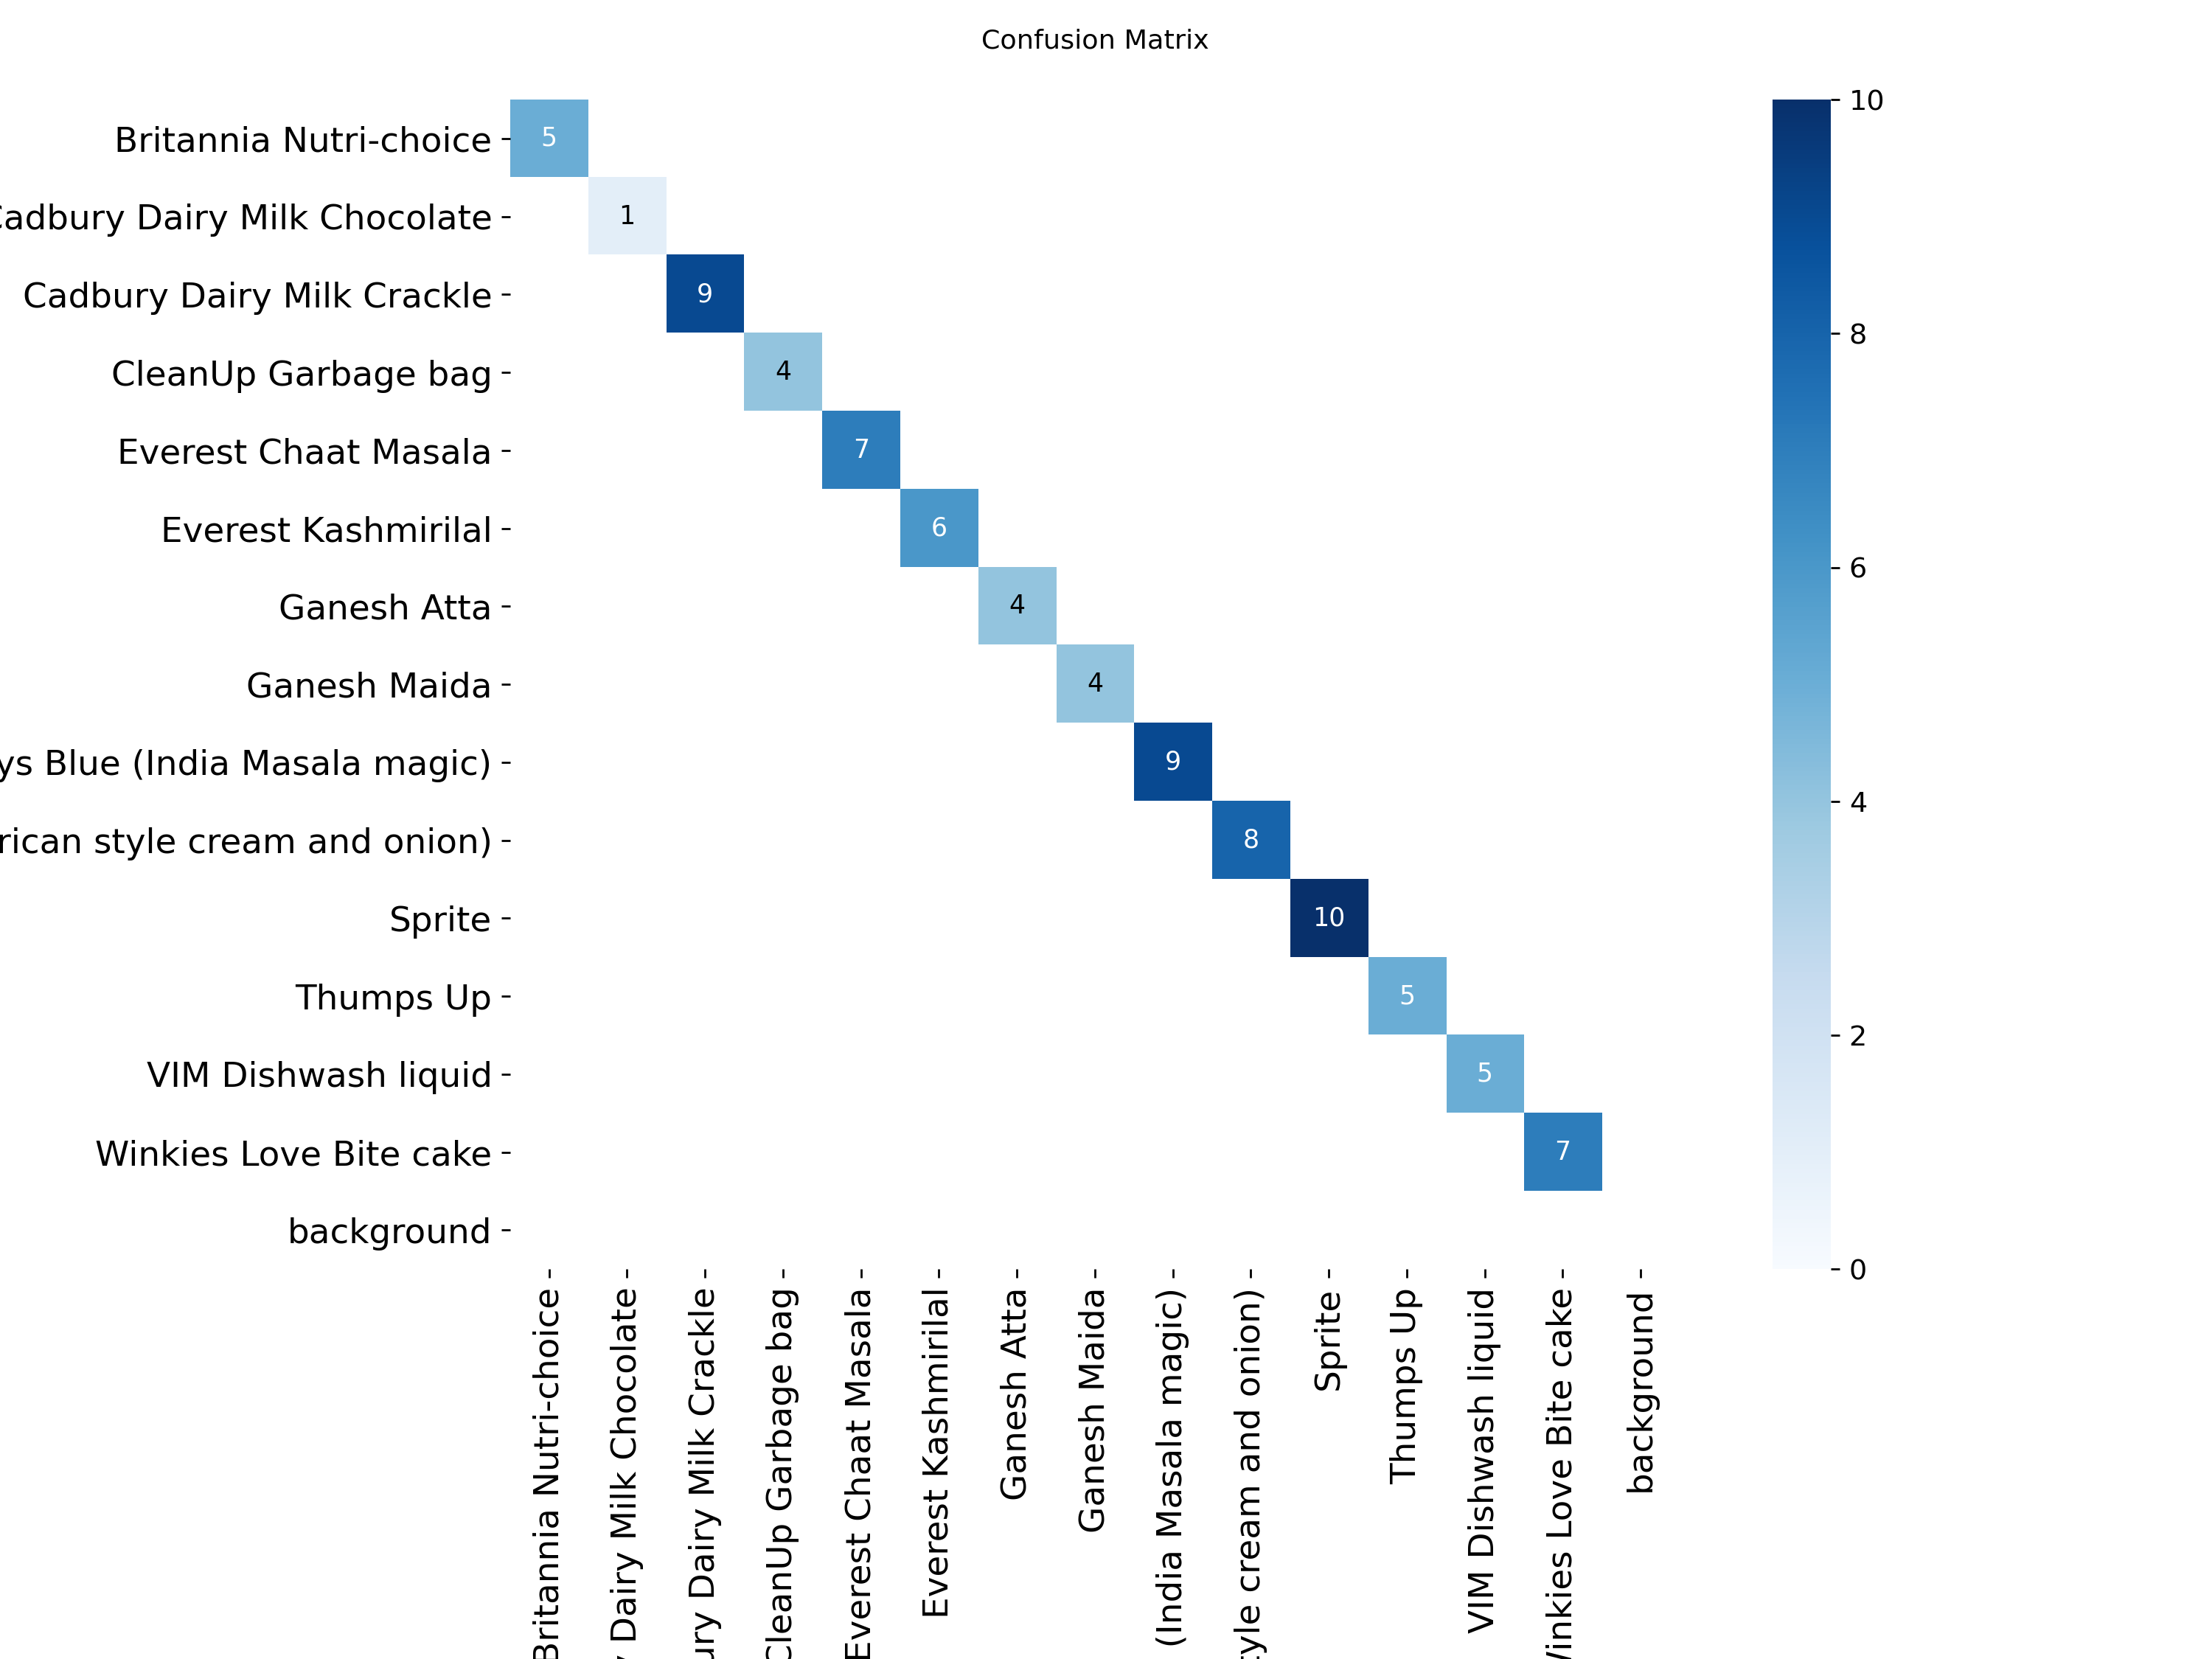 Confusion Matrix
Britannia Nutri-choice
5
Cadbury Dairy Milk Chocolate
1
Cadbury Dairy Milk Crackle
9
CleanUp Garbage bag
4
Everest Chaat Masala
7
Everest Kashmirilal
6
Ganesh Atta
4
Ganesh Maida
4
ys Blue (India Masala magic)
9
rican style cream and onion)
8
Sprite
10
Thumps Up
5
VIM Dishwash liquid
5
Winkies Love Bite cake
7
background
Britannia Nutri-choice
Dairy Milk Chocolate
ury Dairy Milk Crackle
CleanUp Garbage bag
Everest Chaat Masala
Everest Kashmirilal
Ganesh Atta
Ganesh Maida
(India Masala magic)
tyle cream and onion)
Sprite
Thumps Up
VIM Dishwash liquid
Winkies Love Bite cake
background
10
8
6
4
2
0